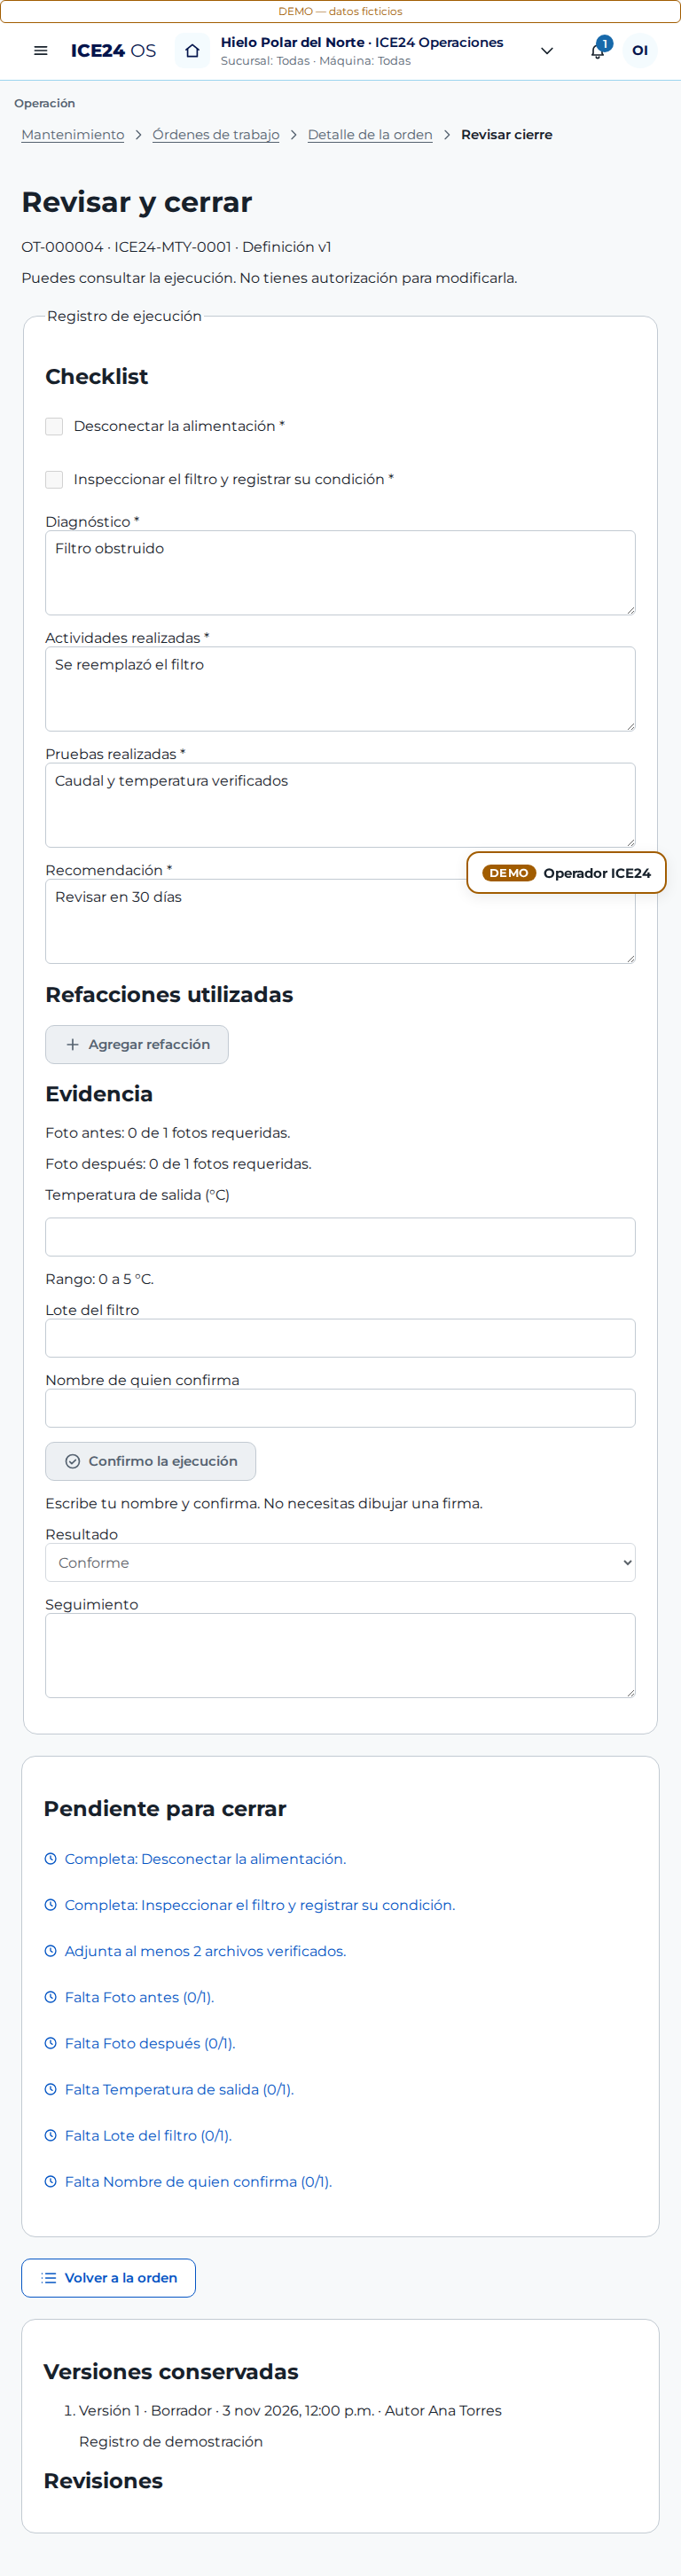 DEMO — datos ficticios
ICE24 OS
Hielo Polar del Norte · ICE24 Operaciones
Sucursal: Todas · Máquina: Todas
1
OI
Operación
Mantenimiento > Órdenes de trabajo > Detalle de la orden > Revisar cierre
Revisar y cerrar
OT-000004 · ICE24-MTY-0001 · Definición v1
Puedes consultar la ejecución. No tienes autorización para modificarla.
Registro de ejecución
Checklist
Desconectar la alimentación *
Inspeccionar el filtro y registrar su condición *
Diagnóstico *
Filtro obstruido
Actividades realizadas *
Se reemplazó el filtro
Pruebas realizadas *
Caudal y temperatura verificados
Recomendación *
DEMO Operador ICE24
Revisar en 30 días
Refacciones utilizadas
+ Agregar refacción
Evidencia
Foto antes: 0 de 1 fotos requeridas.
Foto después: 0 de 1 fotos requeridas.
Temperatura de salida (°C)
Rango: 0 a 5 °C.
Lote del filtro
Nombre de quien confirma
Confirmo la ejecución
Escribe tu nombre y confirma. No necesitas dibujar una firma.
Resultado
Conforme
Seguimiento
Pendiente para cerrar
Completa: Desconectar la alimentación.
Completa: Inspeccionar el filtro y registrar su condición.
Adjunta al menos 2 archivos verificados.
Falta Foto antes (0/1).
Falta Foto después (0/1).
Falta Temperatura de salida (0/1).
Falta Lote del filtro (0/1).
Falta Nombre de quien confirma (0/1).
Volver a la orden
Versiones conservadas
1. Versión 1 · Borrador · 3 nov 2026, 12:00 p.m. · Autor Ana Torres
Registro de demostración
Revisiones